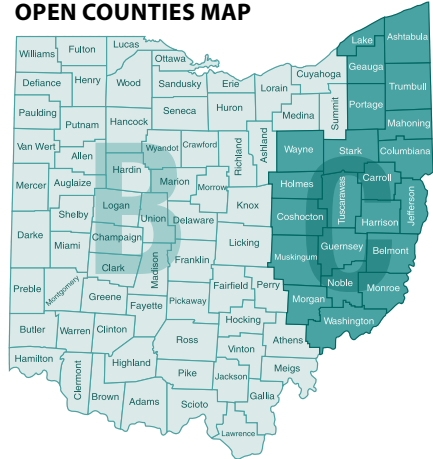 OPEN COUNTIES MAP
Williams
Fulton
Lucas
Ottawa
Lake
Ashtabula
Defiance
Henry
Wood
Sandusky
Erie
Lorain
Cuyahoga
Geauga
Trumbull
Paulding
Putnam
Hancock
Seneca
Huron
Medina
Summit
Portage
Mahoning
Van Wert
Allen
Wyandot
Crawford
Richland
Ashland
Wayne
Stark
Columbiana
Mercer
Auglaize
Hardin
Marion
Morrow
Knox
Holmes
Tuscarawas
Carroll
Jefferson
Shelby
Logan
Union
Delaware
Coshocton
Harrison
Darke
Miami
Champaign
B
Licking
Muskingum
Guernsey
C
Belmont
Clark
Madison
Franklin
Preble
Montgomery
Greene
Fayette
Pickaway
Fairfield
Perry
Morgan
Noble
Monroe
Butler
Warren
Clinton
Ross
Hocking
Athens
Washington
Hamilton
Clermont
Highland
Pike
Vinton
Jackson
Meigs
Brown
Adams
Scioto
Gallia
Lawrence